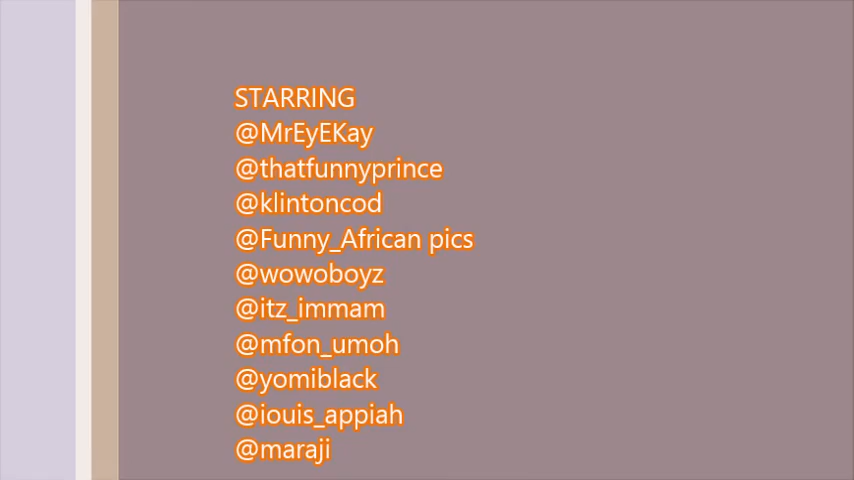 STARRING
@MrEyEKay
@thatfunnyprince
@klintoncod
@Funny_African pics
@wowoboyz
@itz_immam
@mfon_umoh
@yomiblack
@iouis_appiah
@maraji